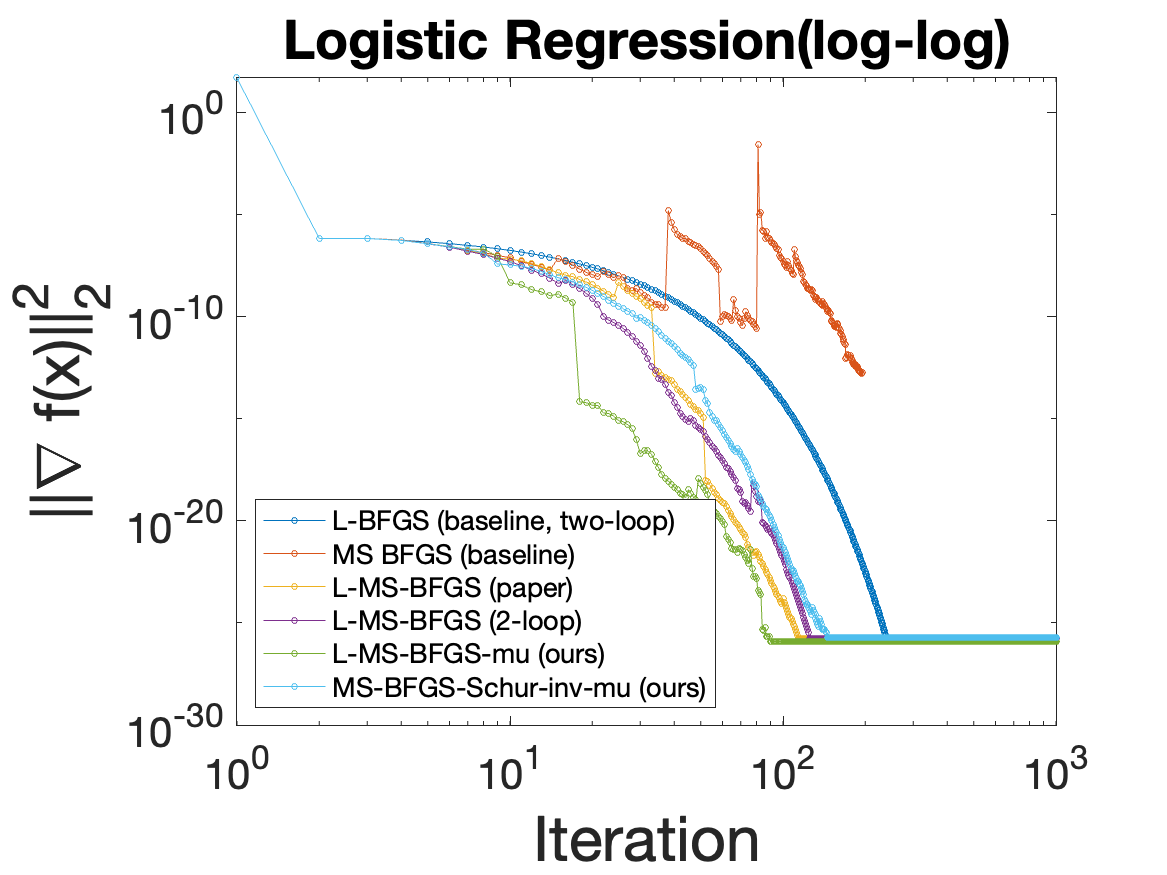 Logistic Regression(log-log)
10^0
10^-10
10^-20
10^-30
||∇ f(x)||_2^2
L-BFGS (baseline, two-loop)
MS BFGS (baseline)
L-MS-BFGS (paper)
L-MS-BFGS (2-loop)
L-MS-BFGS-mu (ours)
MS-BFGS-Schur-inv-mu (ours)
10^0 10^1 10^2 10^3
Iteration